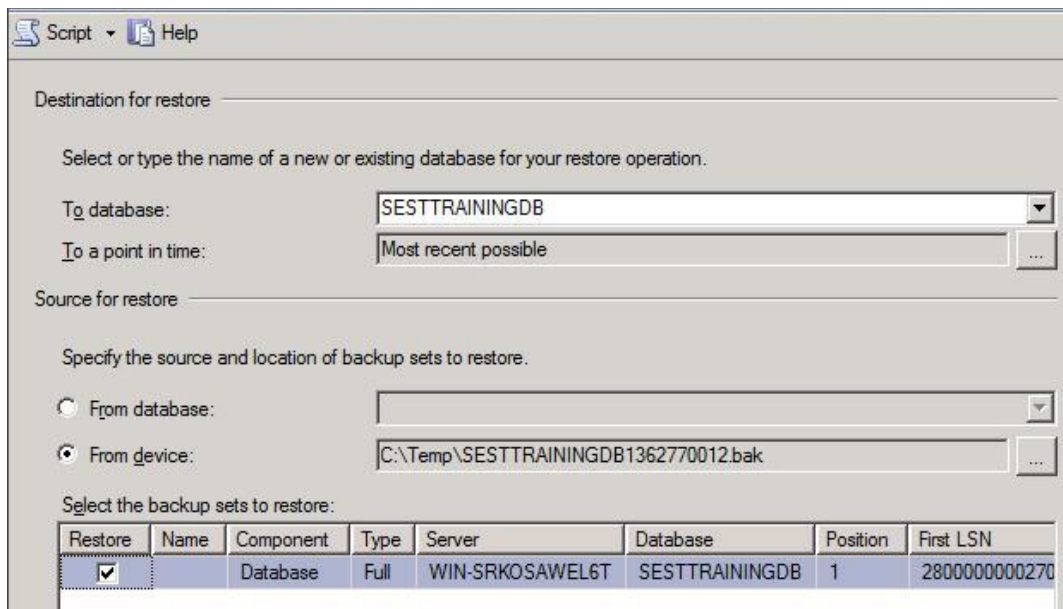 Script Help
Destination for restore
Select or type the name of a new or existing database for your restore operation.
To database: SESTTRAININGDB
To a point in time: Most recent possible ...
Source for restore
Specify the source and location of backup sets to restore.
From database:
From device: C:\Temp\SESTTRAININGDB1362770012.bak ...
Select the backup sets to restore:
Restore Name Component Type Server Database Position First LSN
Database Full WIN-SRKOSAWEL6T SESTTRAININGDB 1 2800000000270